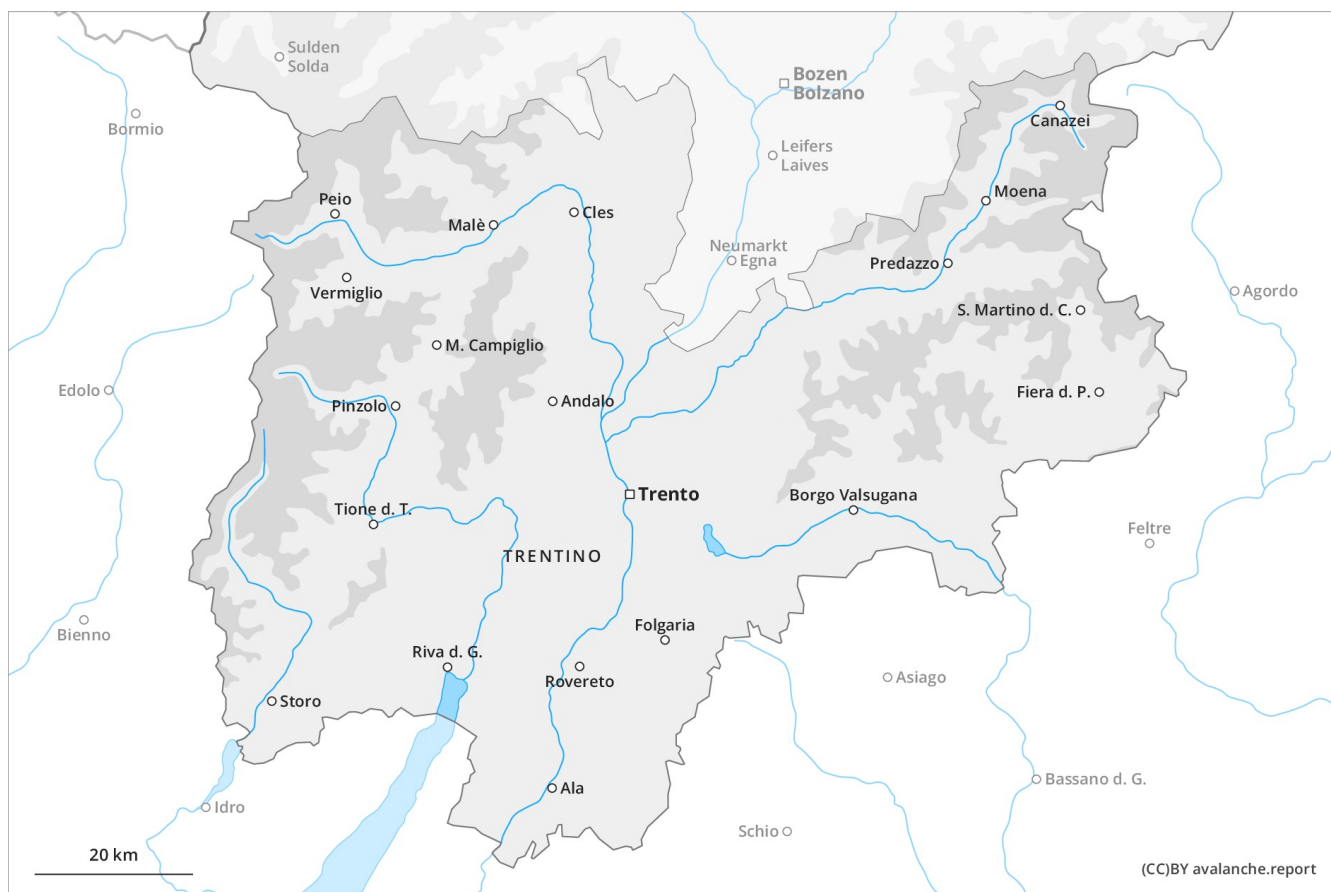 Sulden
Solda
Bozen
Bolzano
Bormio
Canazei
Leifers
Laives
Peio
Moena
Malè
Cles
Neumarkt
Egna
Predazzo
Vermiglio
Agordo
S. Martino d. C.
M. Campiglio
Edolo
Fiera d. P.
Andalo
Pinzolo
Trento
Borgo Valsugana
Tione d. T.
Feltre
TRENTINO
Bienno
Folgaria
Riva d. G.
Rovereto
Asiago
Storo
Bassano d. G.
Ala
Idro
Schio
20 km
(CC)BY avalanche.report